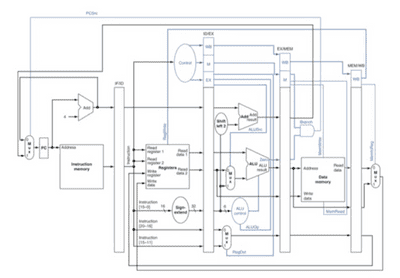 PCSrc
ID/EX
EX/MEM
MEM/WB
IF/ID
Control
WB
M
EX
WB
M
WB
Add
4
Shift
left 2
Add
Add
result
ALUSrc
Branch
RegWrite
PC
Address
Instruction
memory
Instruction
Read
register 1
Read
register 2
Registers
Write
register
Write
data
Read
data 1
Read
data 2
Zero
ALU
ALU
result
Address
Read
data
Data
memory
Write
data
MemRead
Instruction
[15–0]
16
Sign-
extend
32
6
ALU
control
Instruction
[20–16]
ALUOp
Instruction
[15–11]
RegDst